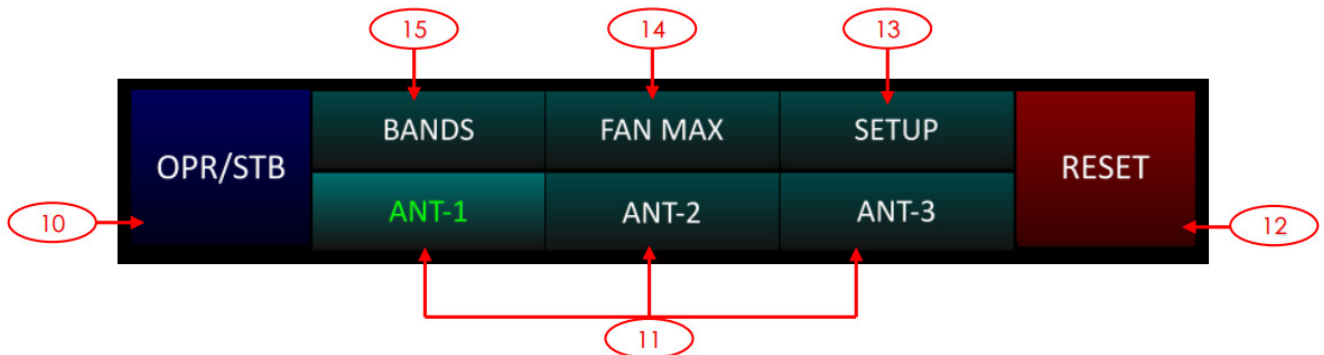 15
14
13
BANDS
FAN MAX
SETUP
OPR/STB
RESET
10
ANT-1
ANT-2
ANT-3
12
11